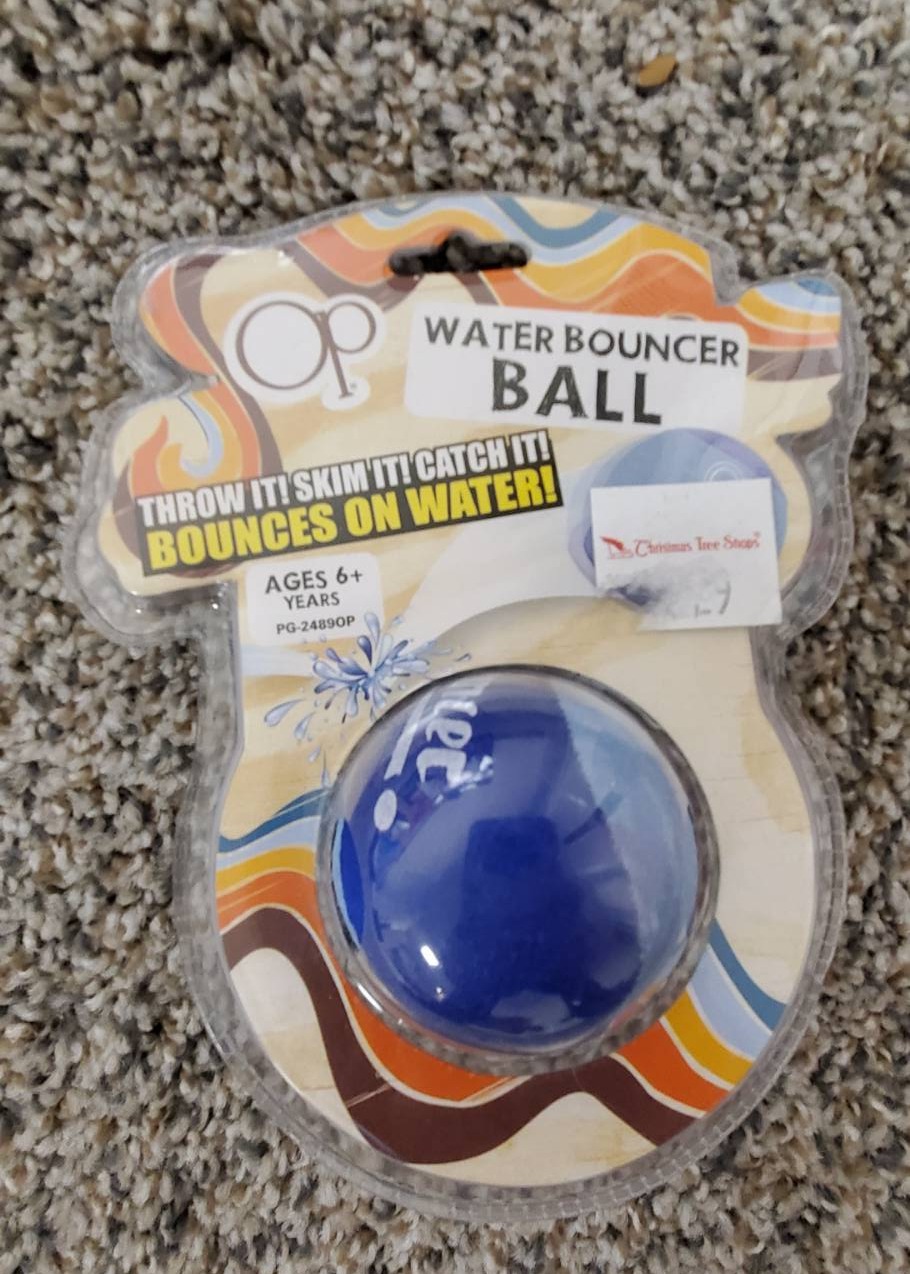 Op
WATER BOUNCER
BALL
THROW IT! SKIM IT! CATCH IT!
BOUNCES ON WATER!
Christmas Tree Shops®
AGES 6+
YEARS
PG-2489OP